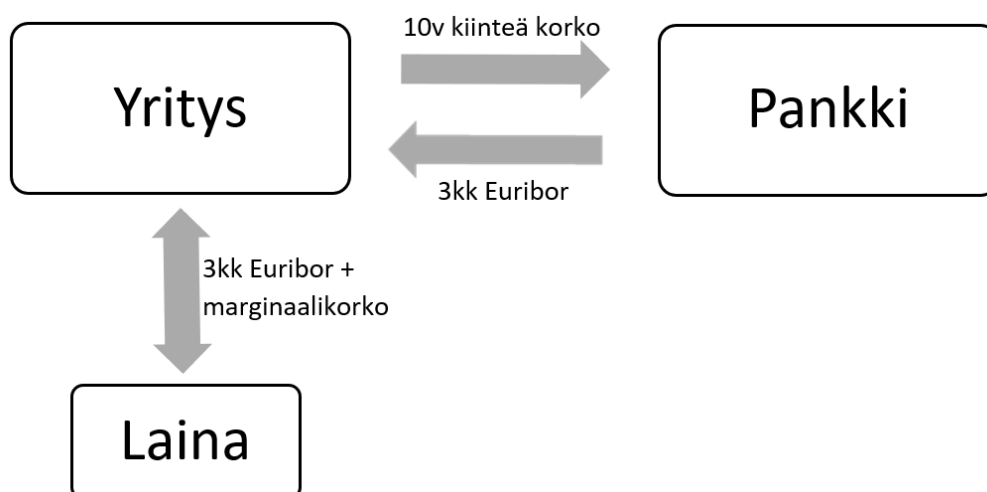 10v kiinteä korko
Yritys
Pankki
3kk Euribor
3kk Euribor +
marginaalikorko
Laina